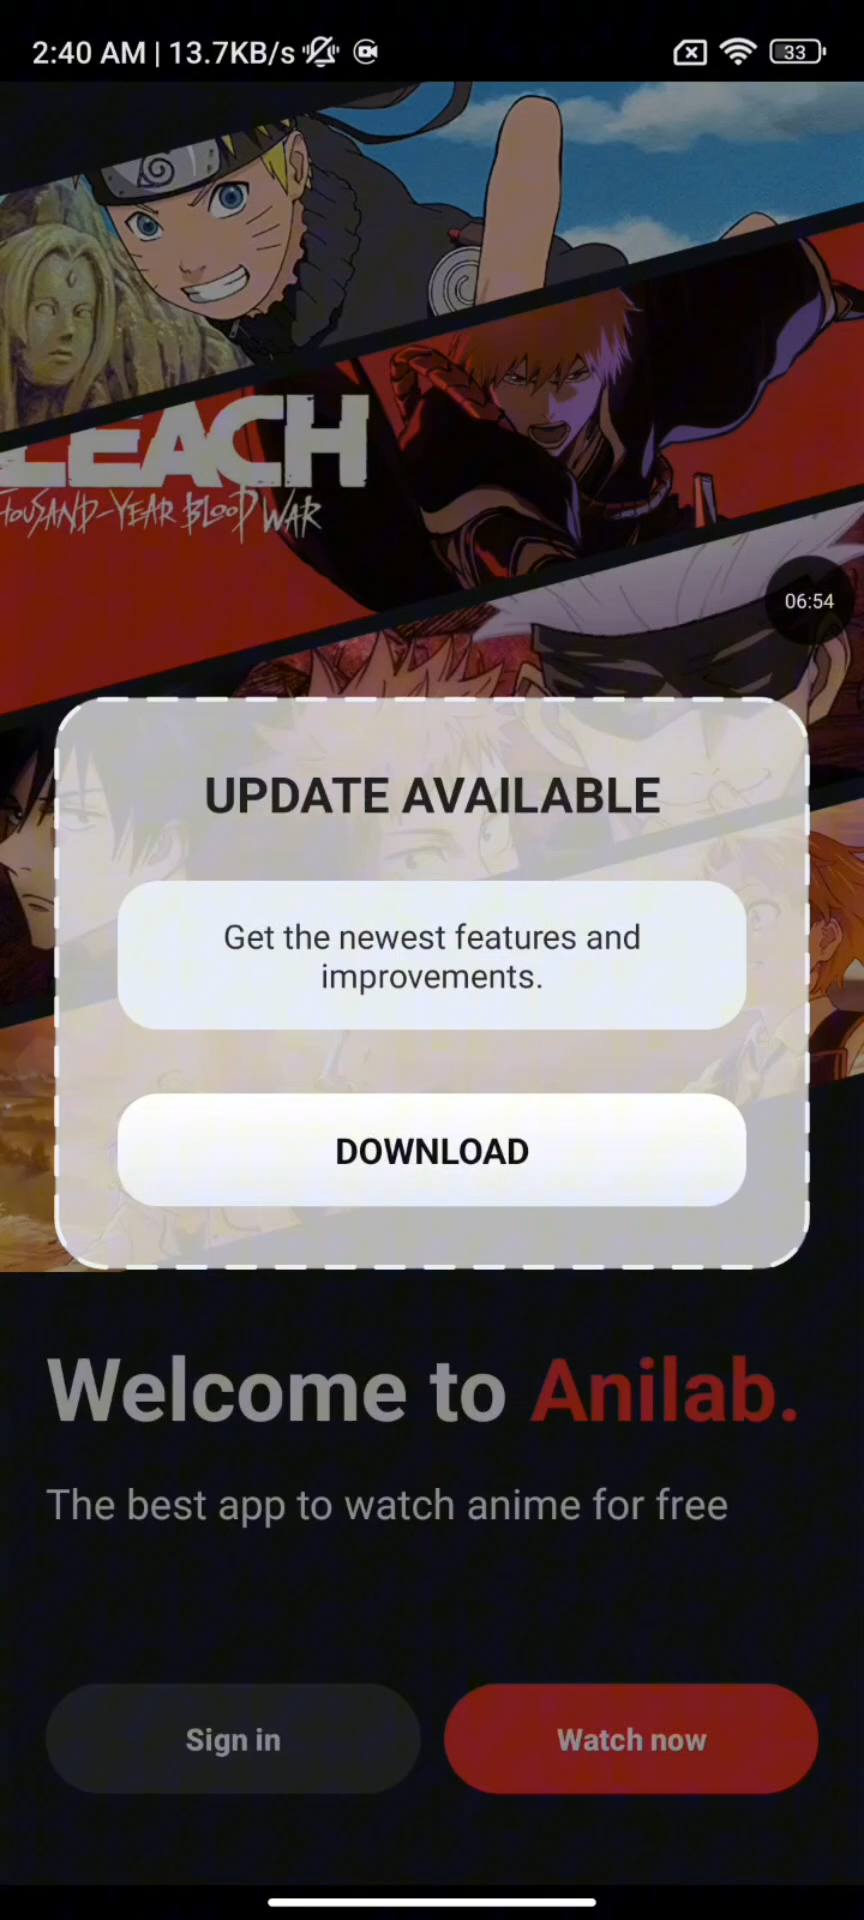 2:40 AM | 13.7KB/s
33
LEACH
THOUSAND-YEAR BLOOD WAR
06:54
UPDATE AVAILABLE
Get the newest features and
improvements.
DOWNLOAD
Welcome to Anilab.
The best app to watch anime for free
Sign in
Watch now